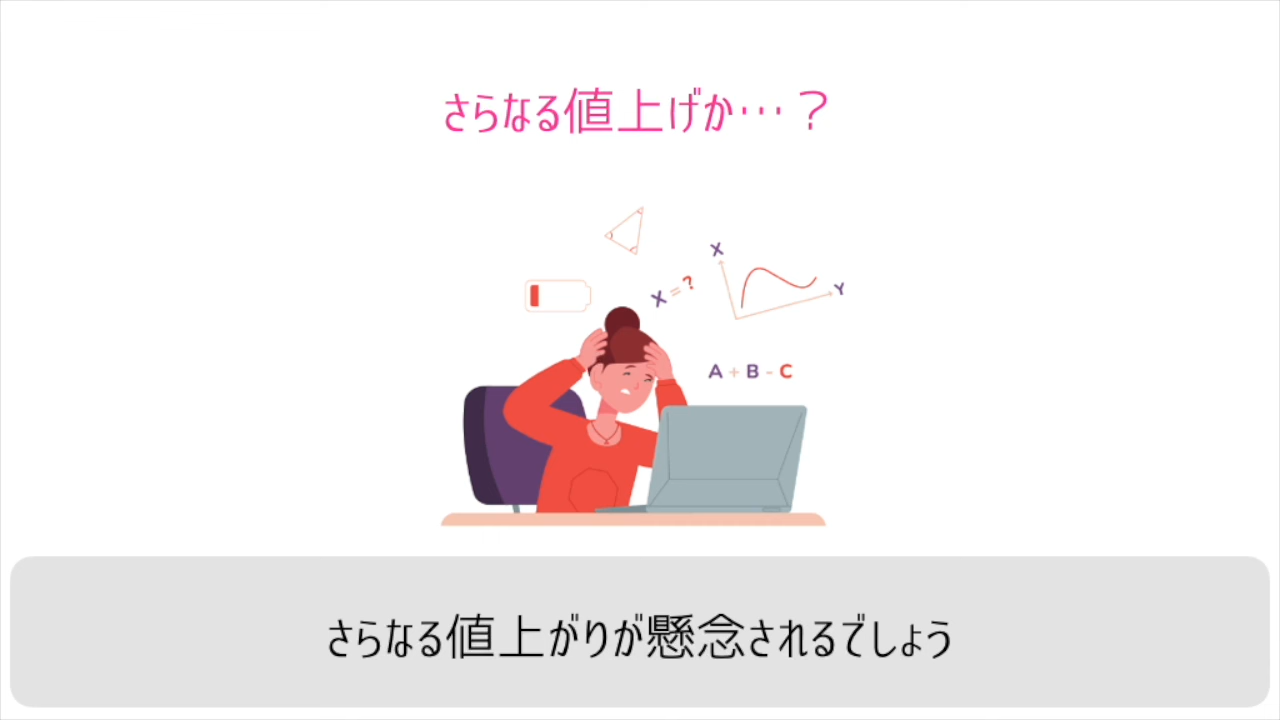 さらなる値上げか…？
X = ?
X
Y
A + B - C
さらなる値上がりが懸念されるでしょう